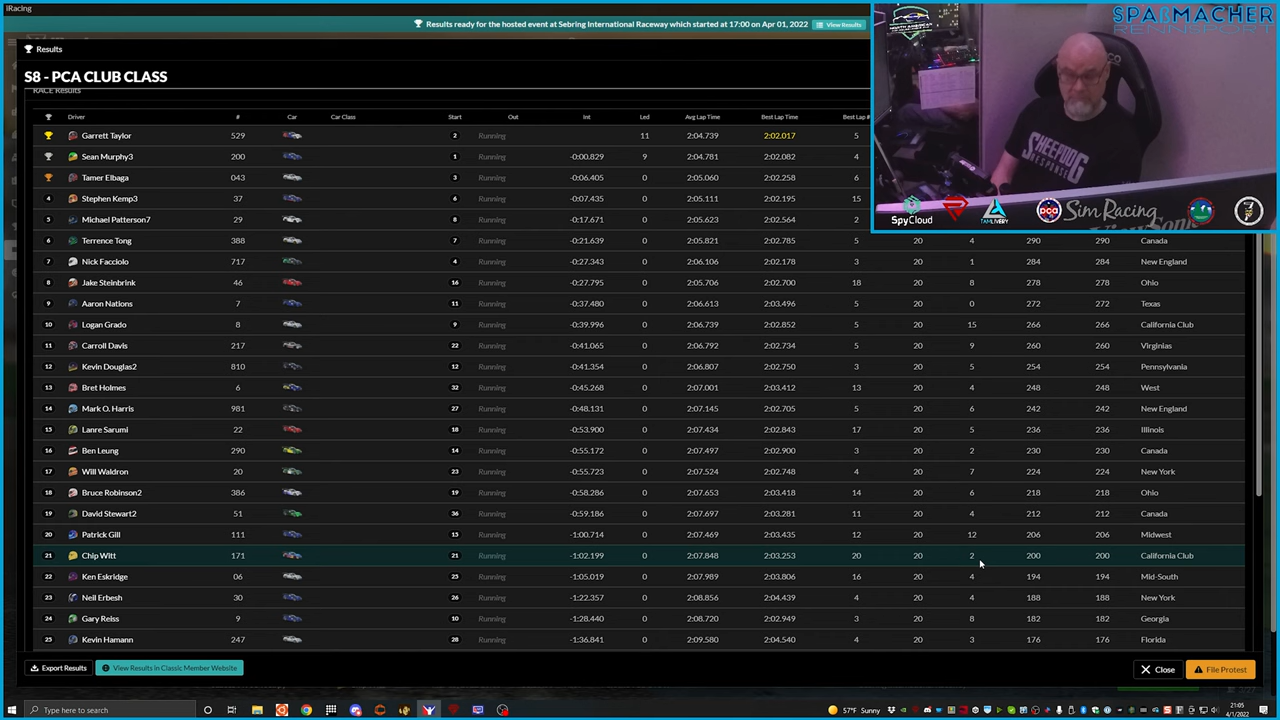 iRacing
Results ready for the hosted event at Sebring International Raceway which started at 17:00 on Apr 01, 2022 View Results
SPAẞMACHER
RENNSPORT
Results
S8 - PCA CLUB CLASS
RACE Results
Driver # Car Car Class Start Out Int Led Avg Lap Time Best Lap Time Best Lap #
Garrett Taylor 529 2 Running 11 2:04.739 2:02.017 5
2 Sean Murphy3 200 1 Running -0:00.829 9 2:04.781 2:02.082 4
Tamer Elbaga 043 3 Running -0:06.405 2:05.060 2:02.258 6
4 Stephen Kemp3 37 6 Running -0:07.435 0 2:05.111 2:02.195 15
5 Michael Patterson7 29 8 Running -0:17.671 0 2:05.623 2:02.564 2
6 Terrence Tong 388 7 Running -0:21.639 0 2:05.821 2:02.785 5 20 4 290 290 Canada
7 Nick Facciolo 717 4 Running -0:27.343 0 2:06.106 2:02.178 3 20 1 284 284 New England
8 Jake Steinbrink 46 16 Running -0:27.795 0 2:05.706 2:02.700 18 20 8 278 278 Ohio
9 Aaron Nations 7 11 Running -0:37.480 0 2:06.613 2:03.496 5 20 0 272 272 Texas
10 Logan Grado 8 9 Running -0:39.996 0 2:06.739 2:02.852 5 20 15 266 266 California Club
11 Carroll Davis 217 22 Running -0:41.065 0 2:06.792 2:02.734 5 20 9 260 260 Virginias
12 Kevin Douglas2 810 12 Running -0:41.354 0 2:06.807 2:02.750 3 20 5 254 254 Pennsylvania
13 Bret Holmes 6 32 Running -0:45.268 0 2:07.001 2:03.412 13 20 4 248 248 West
14 Mark O. Harris 981 27 Running -0:48.131 0 2:07.145 2:02.705 5 20 6 242 242 New England
15 Lanre Sarumi 22 18 Running -0:53.900 0 2:07.434 2:02.843 17 20 5 236 236 Illinois
16 Ben Leung 290 14 Running -0:55.172 0 2:07.497 2:02.900 3 20 2 230 230 Canada
17 Will Waldron 20 23 Running -0:55.723 0 2:07.524 2:02.748 4 20 7 224 224 New York
18 Bruce Robinson2 386 19 Running -0:58.286 0 2:07.653 2:03.418 14 20 6 218 218 Ohio
19 David Stewart2 51 36 Running -0:59.186 0 2:07.697 2:03.281 11 20 4 212 212 Canada
20 Patrick Gill 111 15 Running -1:00.714 0 2:07.769 2:03.435 12 20 12 206 206 Midwest
21 Chip Witt 171 21 Running -1:02.199 0 2:07.848 2:03.253 20 20 2 200 200 California Club
22 Ken Eskridge 06 25 Running -1:05.019 0 2:07.989 2:03.806 16 20 4 194 194 Mid-South
23 Neil Erbesh 30 26 Running -1:22.357 0 2:08.856 2:04.439 4 20 4 188 188 New York
24 Gary Reiss 9 10 Running -1:28.440 0 2:08.720 2:02.949 3 20 8 182 182 Georgia
25 Kevin Hamann 247 28 Running -1:36.841 0 2:09.580 2:04.540 4 20 3 176 176 Florida
SHEEPDOG
RESPONSE
SpyCloud TAMLIVERY pca Sim Racing
ViewSonic
Export Results View Results in Classic Member Website Close File Protest
Type here to search 57°F Sunny 21:05
4/1/2022